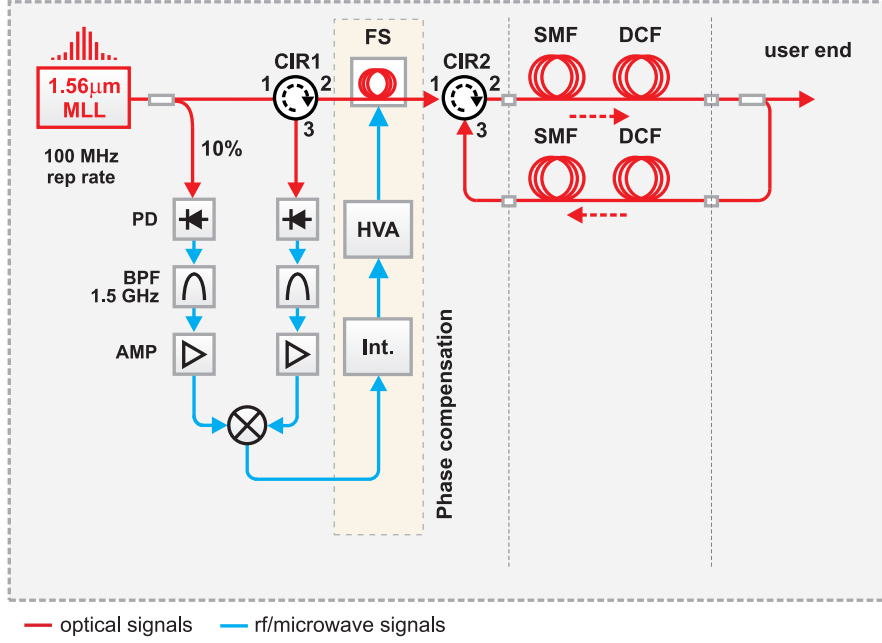 1.56μm
MLL
100 MHz
rep rate
10%
CIR1
1
2
3
FS
CIR2
1
2
3
SMF
DCF
SMF
DCF
user end
PD
BPF
1.5 GHz
AMP
HVA
Int.
Phase compensation
optical signals
rf/microwave signals